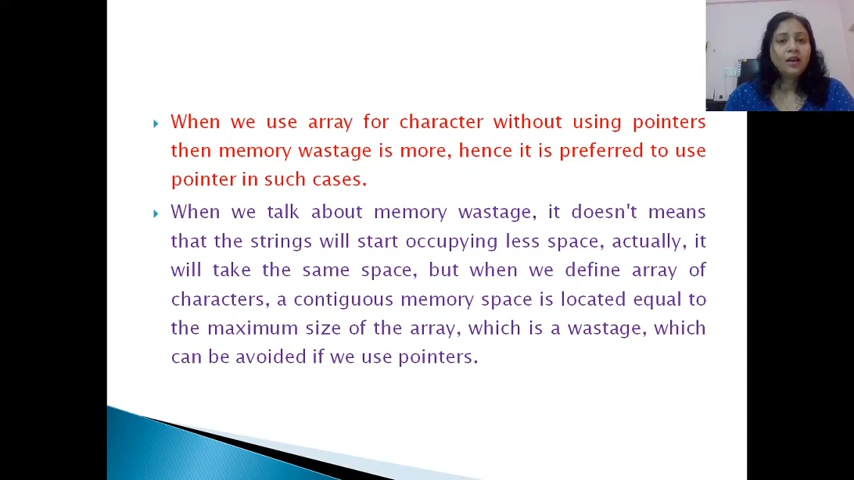 When we use array for character without using pointers
then memory wastage is more, hence it is preferred to use
pointer in such cases.
When we talk about memory wastage, it doesn't means
that the strings will start occupying less space, actually, it
will take the same space, but when we define array of
characters, a contiguous memory space is located equal to
the maximum size of the array, which is a wastage, which
can be avoided if we use pointers.